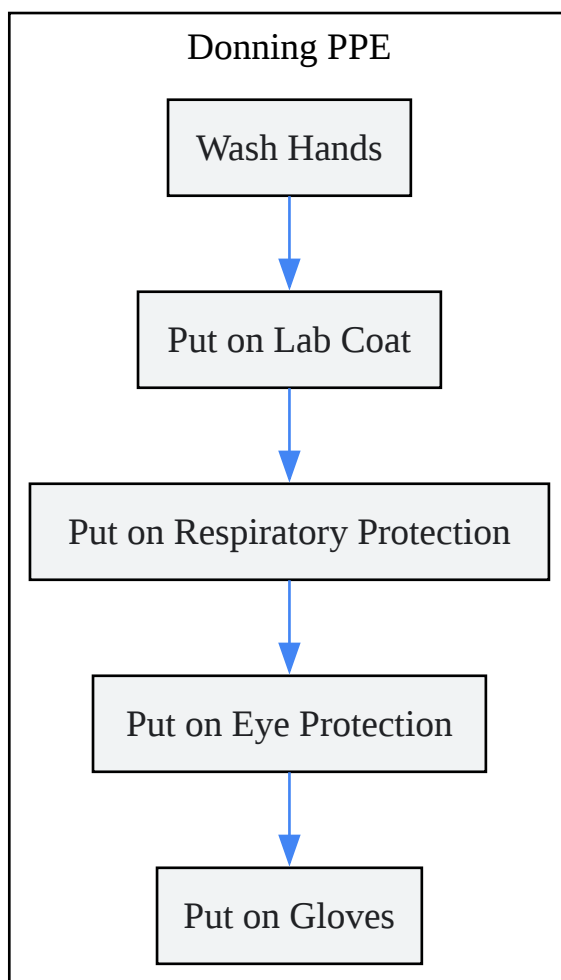 Donning PPE
Wash Hands
Put on Lab Coat
Put on Respiratory Protection
Put on Eye Protection
Put on Gloves